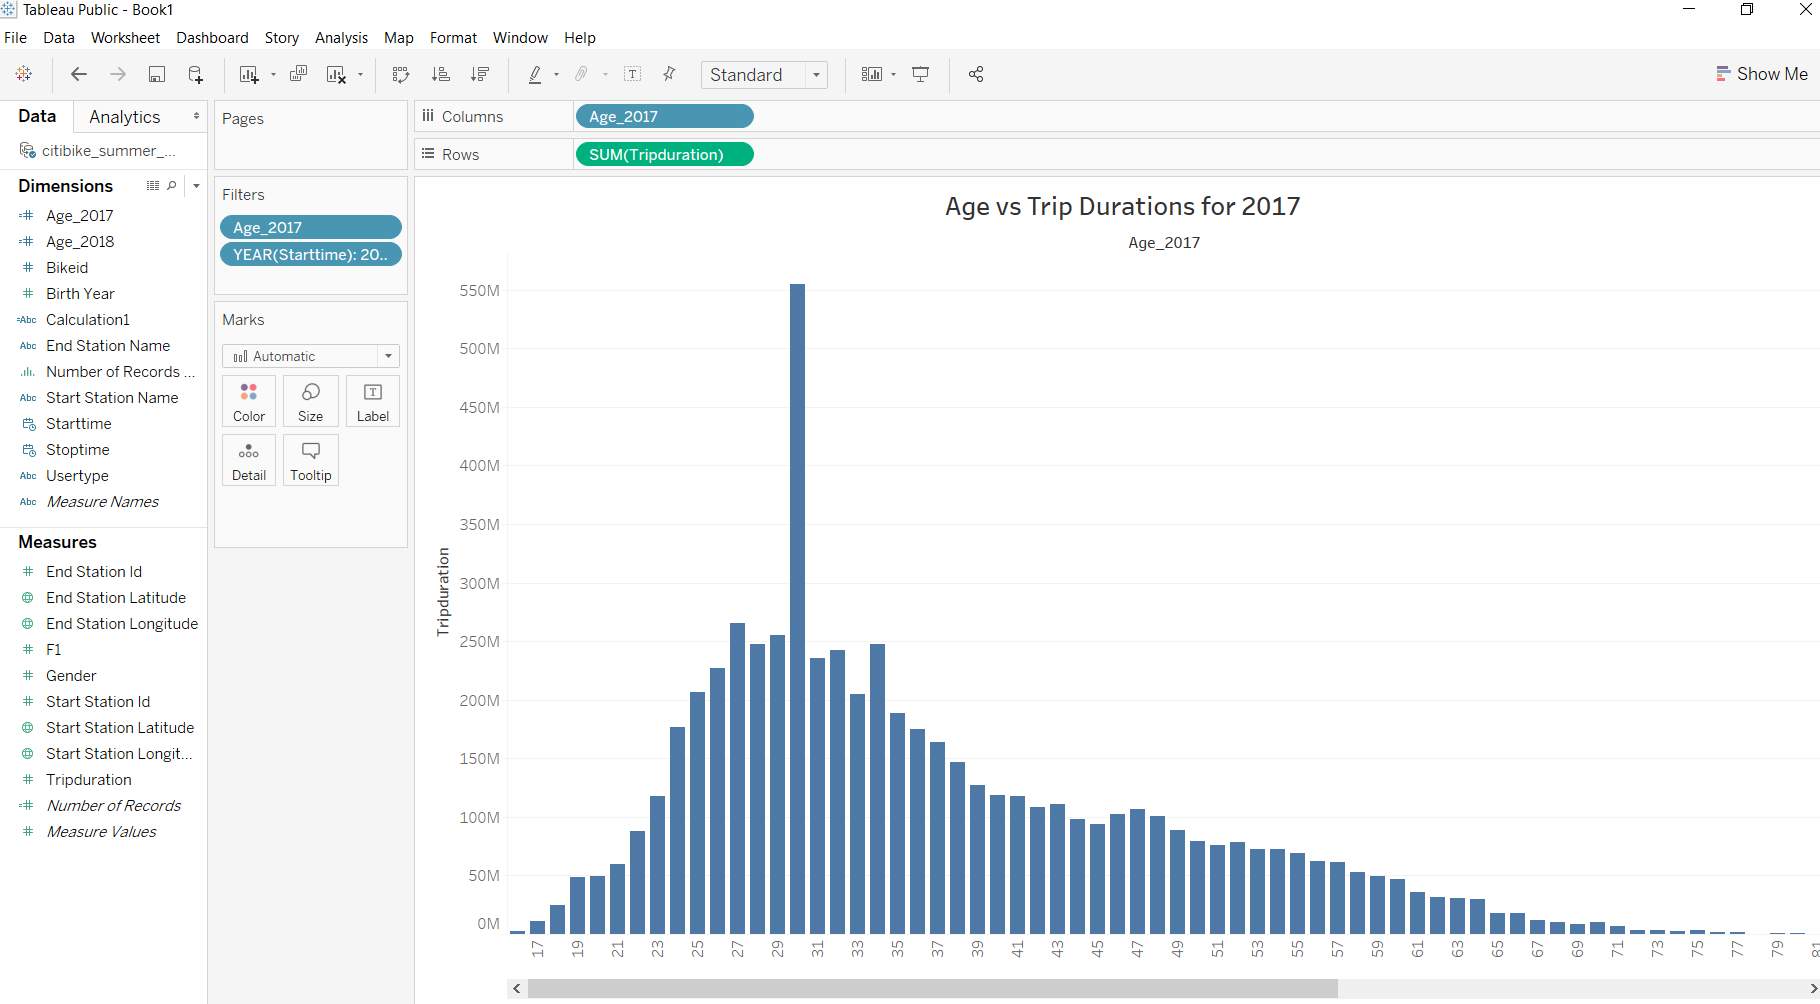 Tableau Public - Book1
File Data Worksheet Dashboard Story Analysis Map Format Window Help
Standard
Show Me
Data Analytics
citibike_summer_...
Dimensions
Age_2017
Age_2018
Bikeid
Birth Year
=Abc Calculation1
Abc End Station Name
Number of Records ...
Abc Start Station Name
Starttime
Stoptime
Abc Usertype
Abc Measure Names
Measures
End Station Id
End Station Latitude
End Station Longitude
F1
Gender
Start Station Id
Start Station Latitude
Start Station Longit...
Tripduration
Number of Records
Measure Values
Pages
Filters
Age_2017
YEAR(Starttime): 20..
Marks
Automatic
Color Size T Label
Detail Tooltip
Columns Age_2017
Rows SUM(Tripduration)
Age vs Trip Durations for 2017
Age_2017
Tripduration
550M
500M
450M
400M
350M
300M
250M
200M
150M
100M
50M
0M
17 19 21 23 25 27 29 31 33 35 37 39 41 43 45 47 49 51 53 55 57 59 61 63 65 67 69 71 73 75 77 79 81